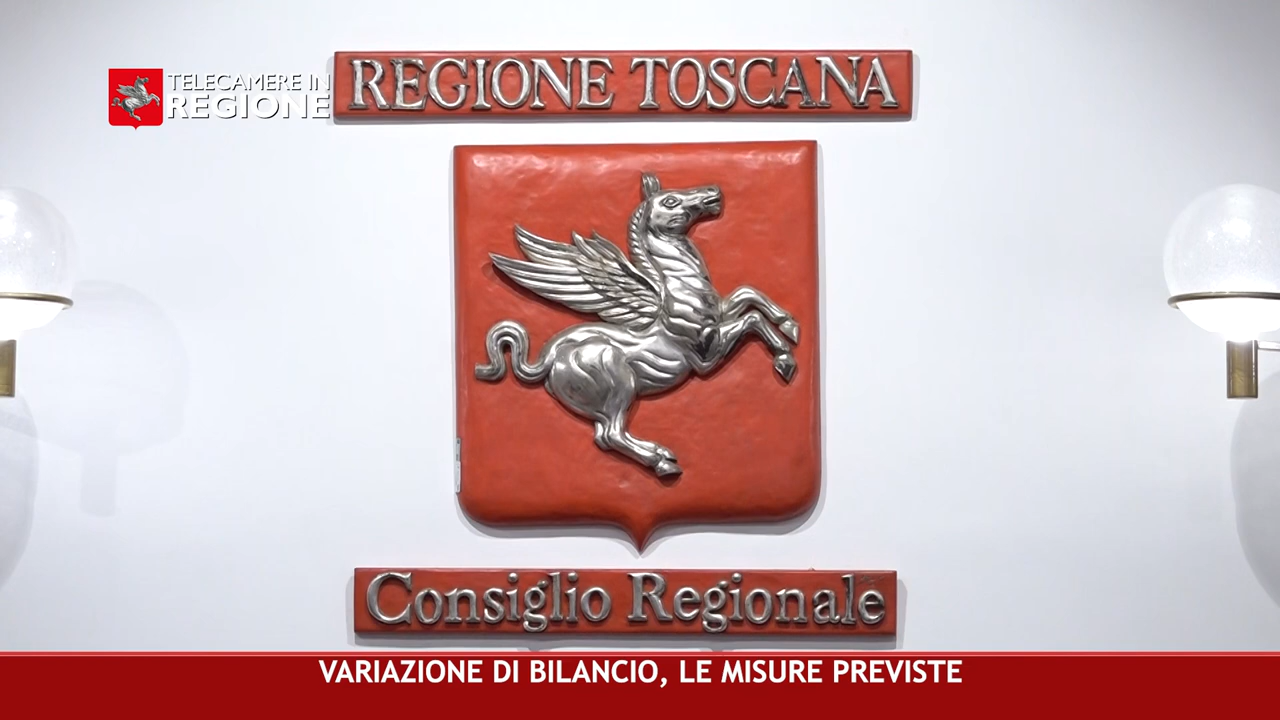 TELECAMERE IN
REGIONE
REGIONE TOSCANA
Consiglio Regionale
VARIAZIONE DI BILANCIO, LE MISURE PREVISTE